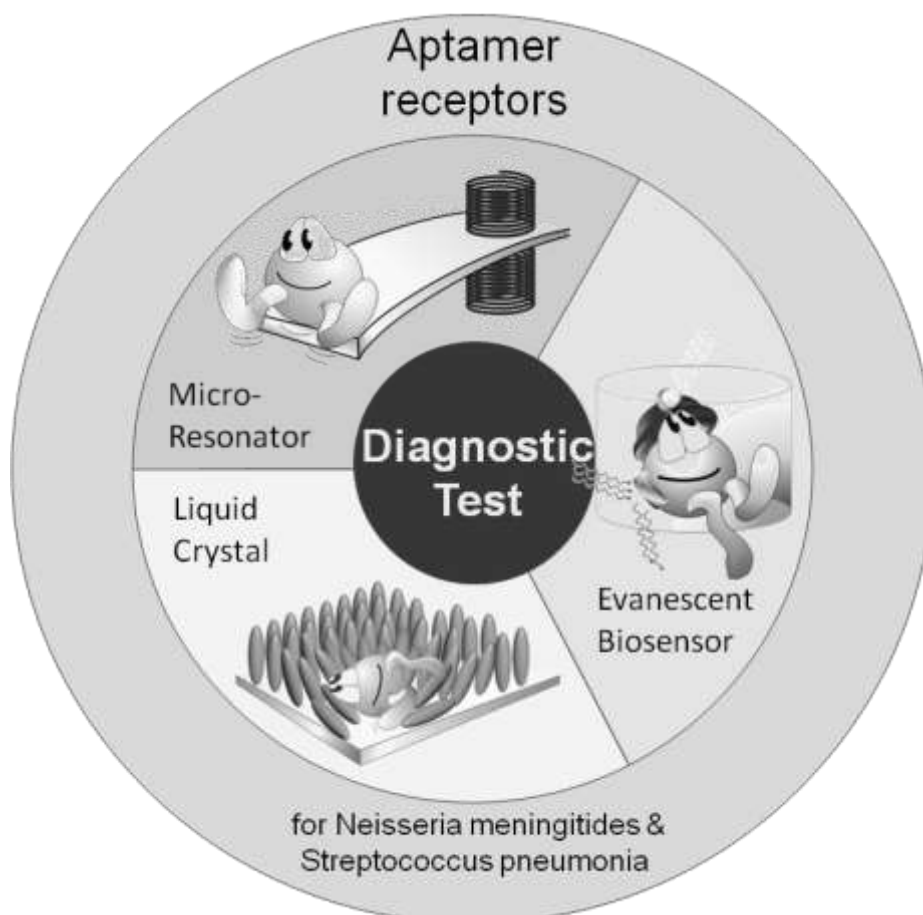 Aptamer
receptors
Micro-
Resonator
Diagnostic
Test
Liquid
Crystal
Evanescent
Biosensor
for Neisseria meningitides &
Streptococcus pneumonia